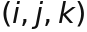 (i, j, k)